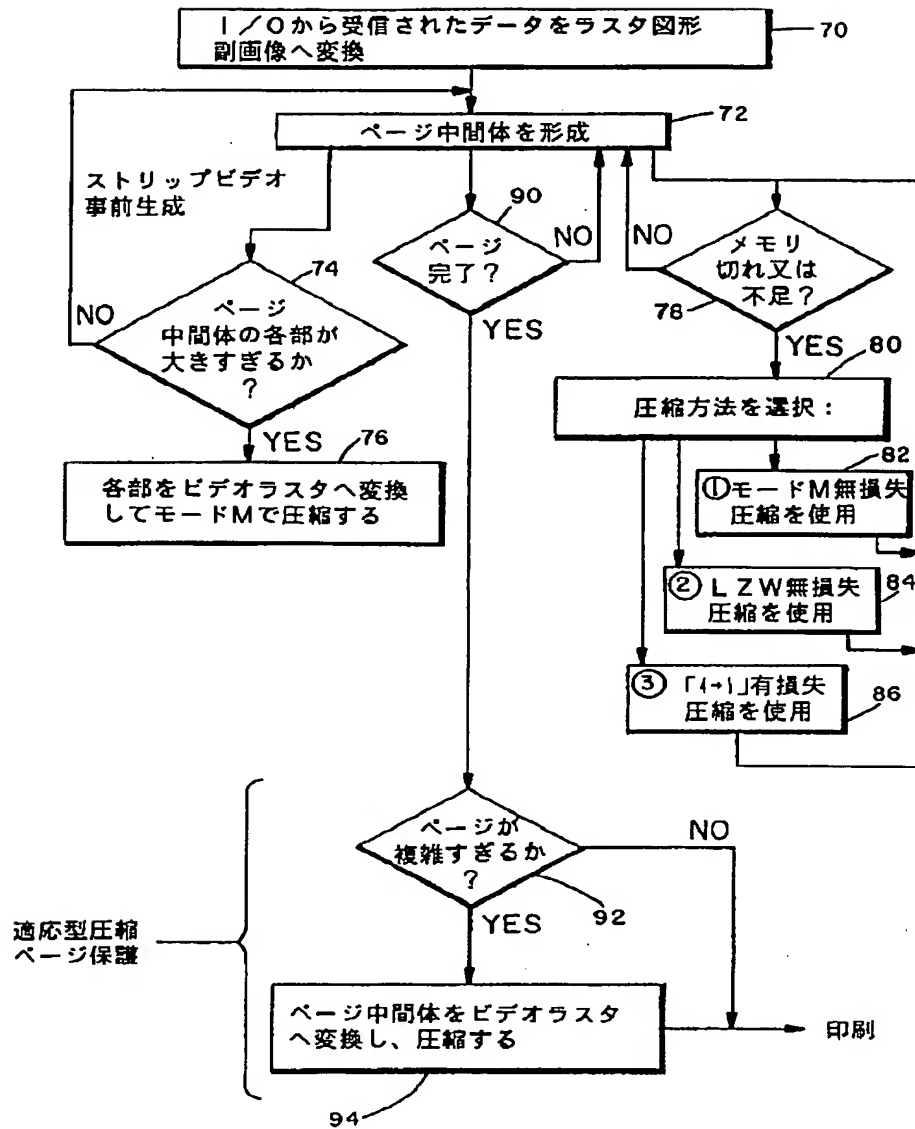 I/Oから受信されたデータをラスタ図形
副画像へ変換
70
72
ページ中間体を形成
ストリップビデオ
事前生成
90
ページ
完了?
NO
YES
NO
メモリ
切れ又は
不足?
78
YES
74
ページ
中間体の各部が
大きすぎるか
?
NO
YES
76
各部をビデオラスタへ変換
してモードMで圧縮する
80
圧縮方法を選択:
82
①モードM無損失
圧縮を使用
② LZW無損失
圧縮を使用
84
③ 「4→1」有損失
圧縮を使用
86
ページが
複雑すぎるか
?
NO
92
YES
適応型圧縮
ページ保護
ページ中間体をビデオラスタ
へ変換し、圧縮する
印刷
94